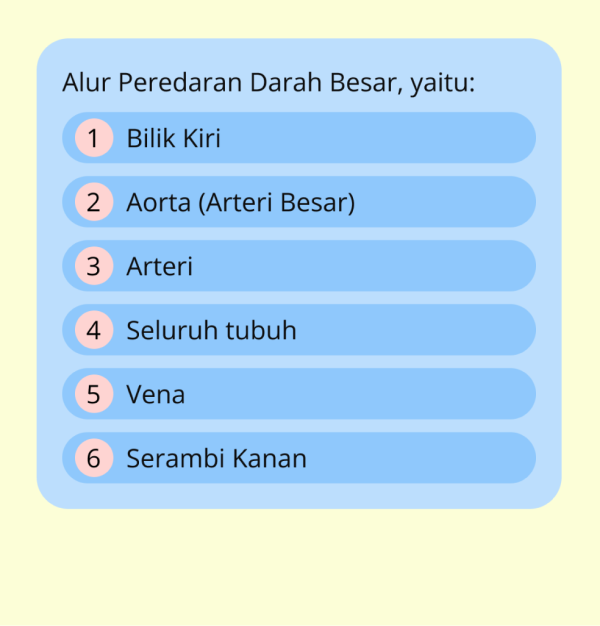 Alur Peredaran Darah Besar, yaitu:
1 Bilik Kiri
2 Aorta (Arteri Besar)
3 Arteri
4 Seluruh tubuh
5 Vena
6 Serambi Kanan